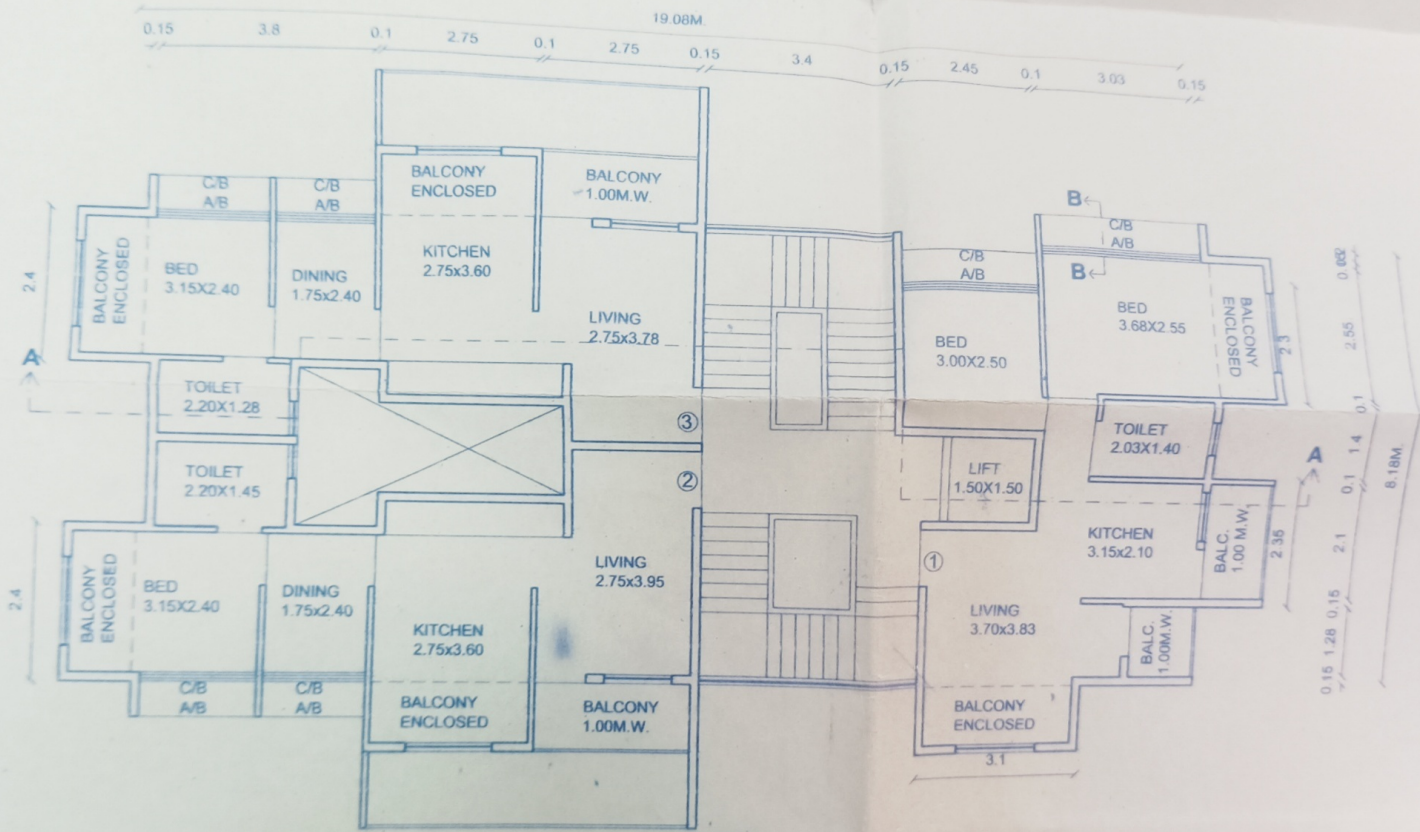 19.08M.
0.15
3.8
0.1
2.75
0.1
2.75
0.15
3.4
0.15
2.45
0.1
3.03
0.15
C/B
A/B
C/B
A/B
BALCONY
ENCLOSED
BALCONY
1.00M.W.
BALCONY
ENCLOSED
BED
3.15X2.40
DINING
1.75x2.40
KITCHEN
2.75x3.60
LIVING
2.75x3.78
2.4
A
TOILET
2.20X1.28
3
TOILET
2.20X1.45
2
2.4
BALCONY
ENCLOSED
BED
3.15X2.40
DINING
1.75x2.40
KITCHEN
2.75x3.60
LIVING
2.75x3.95
C/B
A/B
C/B
A/B
BALCONY
ENCLOSED
BALCONY
1.00M.W.
B
C/B
A/B
B
C/B
A/B
BED
3.00X2.50
BED
3.68X2.55
BALCONY
ENCLOSED
2.3
TOILET
2.03X1.40
LIFT
1.50X1.50
A
KITCHEN
3.15x2.10
BALC.
1.00 M.W.
2.35
1
LIVING
3.70x3.83
BALC.
1.00M.W.
BALCONY
ENCLOSED
3.1
2.55
0.1
1.4
0.1
2.1
0.15
1.28
0.15
8.18M